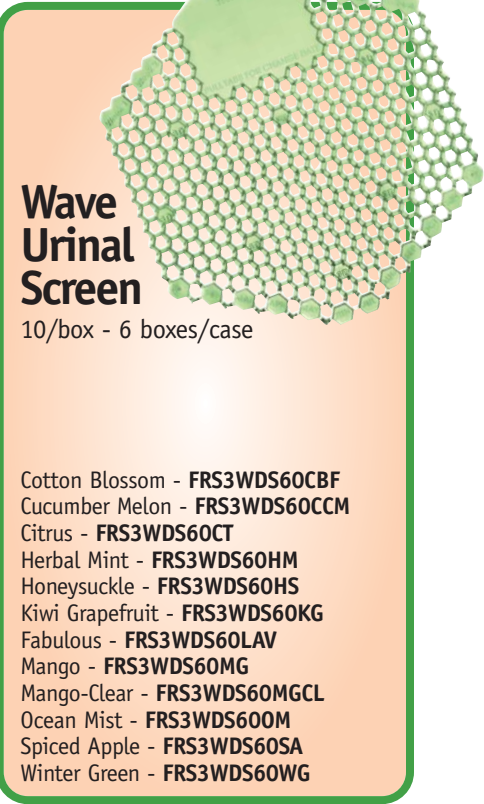 Wave
Urinal
Screen
10/box - 6 boxes/case
Cotton Blossom - FRS3WDS60CBF
Cucumber Melon - FRS3WDS60CCM
Citrus - FRS3WDS60CT
Herbal Mint - FRS3WDS60HM
Honeysuckle - FRS3WDS60HS
Kiwi Grapefruit - FRS3WDS60KG
Fabulous - FRS3WDS60LAV
Mango - FRS3WDS60MG
Mango-Clear - FRS3WDS60MGCL
Ocean Mist - FRS3WDS60OM
Spiced Apple - FRS3WDS60SA
Winter Green - FRS3WDS60WG